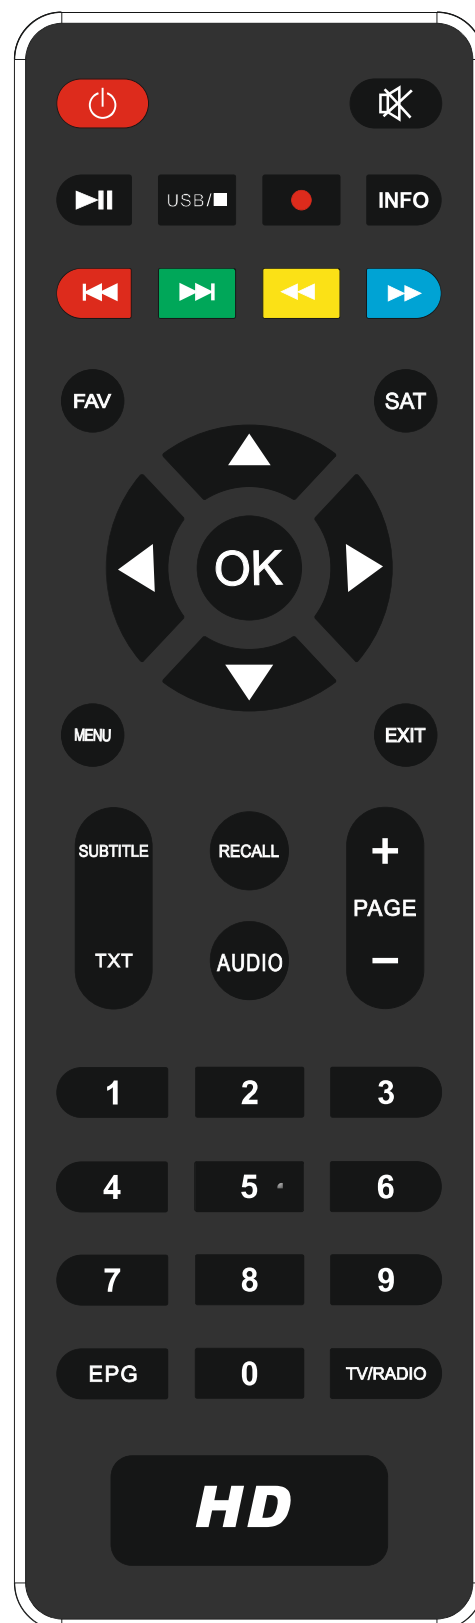 USB/■ INFO
FAV SAT
OK
MENU EXIT
SUBTITLE RECALL +
PAGE
TXT AUDIO −
1 2 3
4 5 6
7 8 9
EPG 0 TV/RADIO
HD